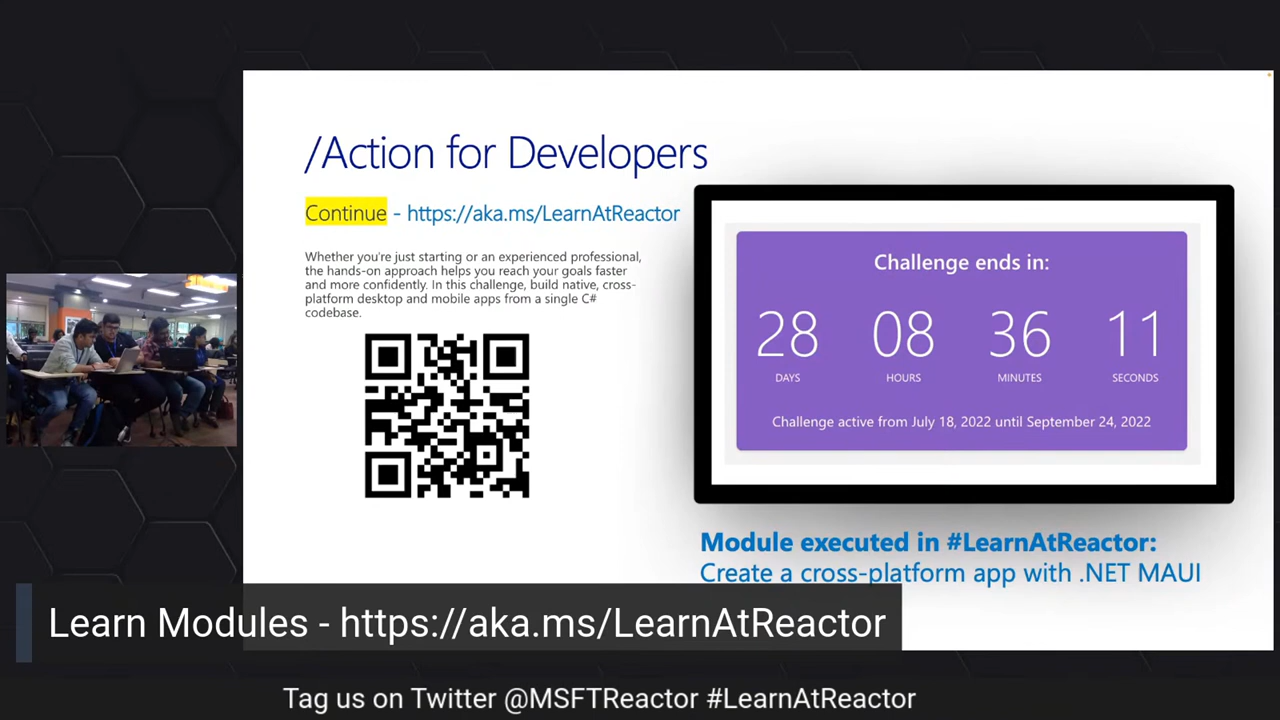 /Action for Developers
Continue - https://aka.ms/LearnAtReactor
Whether you're just starting or an experienced professional,
the hands-on approach helps you reach your goals faster
and more confidently. In this challenge, build native, cross-
platform desktop and mobile apps from a single C#
codebase.
Challenge ends in:
28 08 36 11
DAYS HOURS MINUTES SECONDS
Challenge active from July 18, 2022 until September 24, 2022
Module executed in #LearnAtReactor:
Create a cross-platform app with .NET MAUI
Learn Modules - https://aka.ms/LearnAtReactor
Tag us on Twitter @MSFTReactor #LearnAtReactor